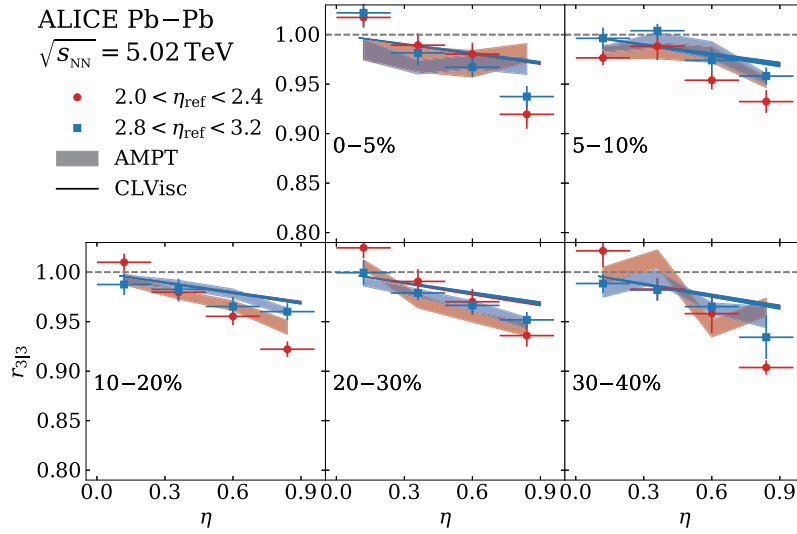 ALICE Pb−Pb
√s_NN = 5.02 TeV
2.0 < η_ref < 2.4
2.8 < η_ref < 3.2
AMPT
CLVisc
1.00
0.95
0.90
0.85
0.80
0−5%
5−10%
1.00
0.95
0.90
0.85
0.80
r_3|3
10−20%
20−30%
30−40%
0.0 0.3 0.6 0.9
0.0 0.3 0.6 0.9
0.0 0.3 0.6 0.9
η
η
η